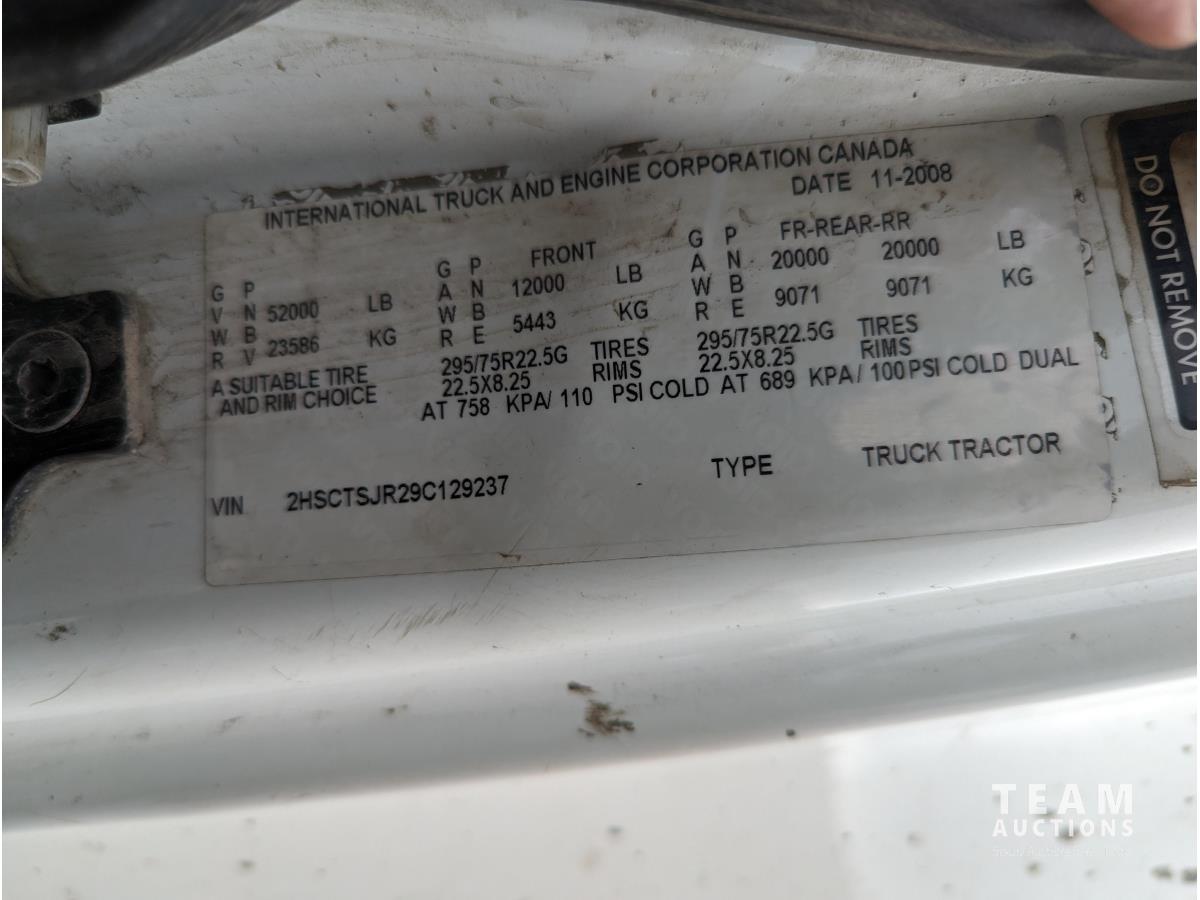 INTERNATIONAL TRUCK AND ENGINE CORPORATION CANADA
DATE 11-2008
G P G P FRONT G P FR-REAR-RR
V N 52000 LB A N 12000 LB A N 20000 20000 LB
W B W B W B
R V 23586 KG R E 5443 KG R E 9071 9071 KG
A SUITABLE TIRE 295/75R22.5G TIRES 295/75R22.5G TIRES
AND RIM CHOICE 22.5X8.25 RIMS 22.5X8.25 RIMS
AT 758 KPA/ 110 PSI COLD AT 689 KPA/ 100 PSI COLD DUAL
VIN 2HSCTSJR29C129237 TYPE TRUCK TRACTOR
DO NOT REMOVE
TEAM
AUCTIONS